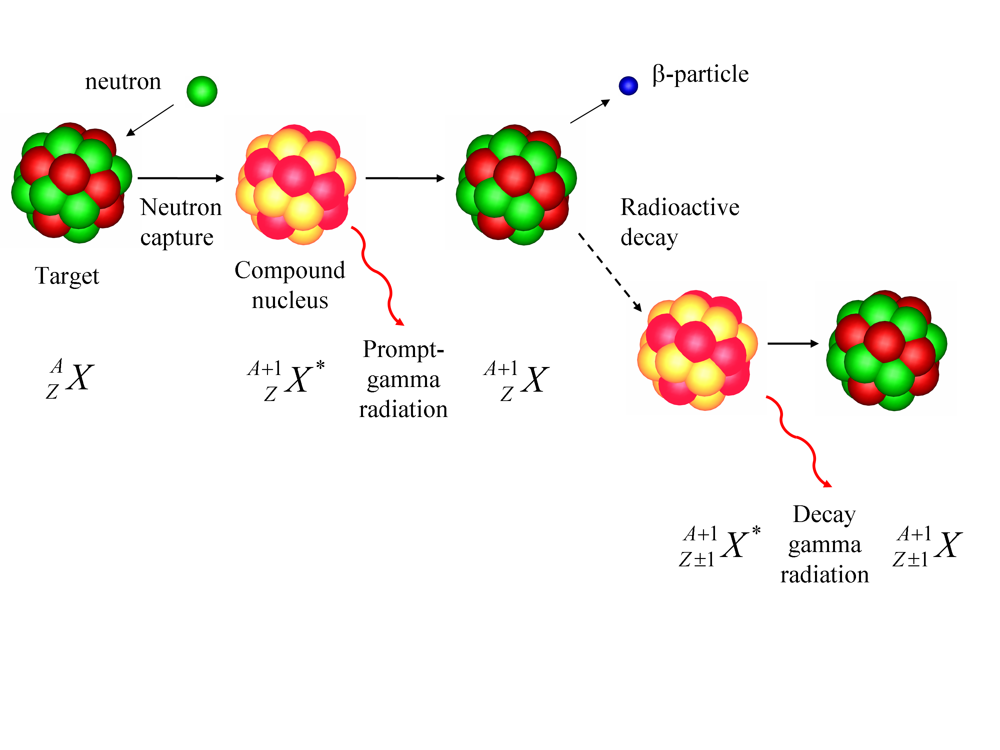 neutron
β-particle
Neutron
capture
Radioactive
decay
Target
Compound
nucleus
Prompt-
gamma
radiation
A
Z X
A+1
Z X*
A+1
Z X
Decay
gamma
radiation
A+1
Z±1 X*
A+1
Z±1 X